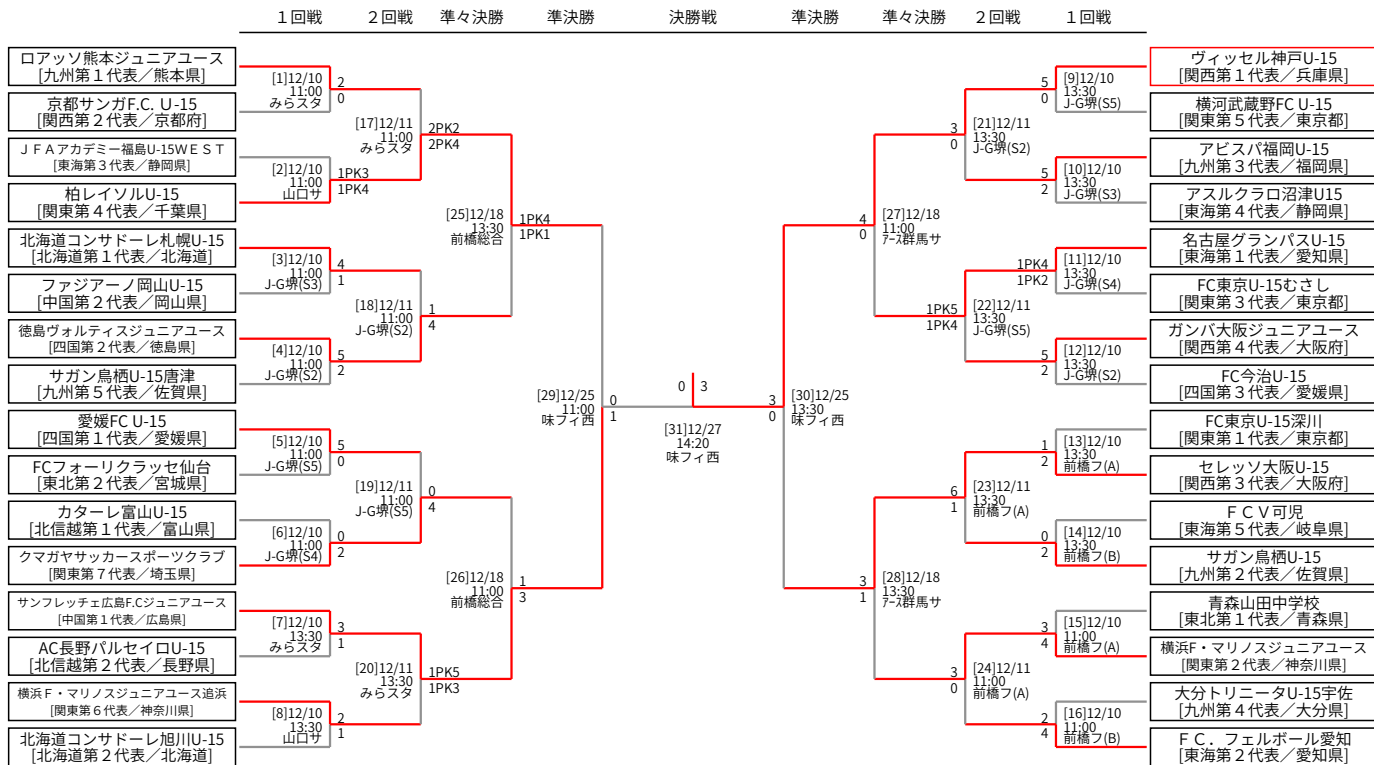 １回戦
２回戦
準々決勝
準決勝
決勝戦
準決勝
準々決勝
２回戦
１回戦
ロアッソ熊本ジュニアユース
[九州第１代表／熊本県]
京都サンガF.C. U-15
[関西第２代表／京都府]
ＪＦＡアカデミー福島U-15ＷＥＳＴ
[東海第３代表／静岡県]
柏レイソルU-15
[関東第４代表／千葉県]
北海道コンサドーレ札幌U-15
[北海道第１代表／北海道]
ファジアーノ岡山U-15
[中国第２代表／岡山県]
徳島ヴォルティスジュニアユース
[四国第２代表／徳島県]
サガン鳥栖U-15唐津
[九州第５代表／佐賀県]
愛媛FC U-15
[四国第１代表／愛媛県]
FCフォーリクラッセ仙台
[東北第２代表／宮城県]
カターレ富山U-15
[北信越第１代表／富山県]
クマガヤサッカースポーツクラブ
[関東第７代表／埼玉県]
サンフレッチェ広島F.Cジュニアユース
[中国第１代表／広島県]
AC長野パルセイロU-15
[北信越第２代表／長野県]
横浜Ｆ・マリノスジュニアユース追浜
[関東第６代表／神奈川県]
北海道コンサドーレ旭川U-15
[北海道第２代表／北海道]
[1]12/10
11:00
みらスタ
2
0
[2]12/10
11:00
山口サ
1PK3
1PK4
[3]12/10
11:00
J-G堺(S3)
4
1
[4]12/10
11:00
J-G堺(S2)
5
2
[5]12/10
11:00
J-G堺(S5)
5
0
[6]12/10
11:00
J-G堺(S4)
0
2
[7]12/10
13:30
みらスタ
3
1
[8]12/10
13:30
山口サ
2
1
[17]12/11
11:00
みらスタ
2PK2
2PK4
[18]12/11
11:00
J-G堺(S2)
1
4
[19]12/11
11:00
J-G堺(S5)
0
4
[20]12/11
13:30
みらスタ
1PK5
1PK3
[25]12/18
13:30
前橋総合
1PK4
1PK1
[26]12/18
11:00
前橋総合
1
3
[29]12/25
11:00
味フィ西
0
1
0
3
[31]12/27
14:20
味フィ西
3
0
[30]12/25
13:30
味フィ西
4
0
[27]12/18
11:00
ｱｰｽ群馬サ
3
1
[28]12/18
13:30
ｱｰｽ群馬サ
3
0
[21]12/11
13:30
J-G堺(S2)
1PK5
1PK4
[22]12/11
13:30
J-G堺(S5)
6
1
[23]12/11
13:30
前橋フ(A)
3
0
[24]12/11
11:00
前橋フ(A)
5
0
[9]12/10
13:30
J-G堺(S5)
5
2
[10]12/10
13:30
J-G堺(S3)
1PK4
1PK2
[11]12/10
13:30
J-G堺(S4)
5
2
[12]12/10
13:30
J-G堺(S2)
1
2
[13]12/10
13:30
前橋フ(A)
0
2
[14]12/10
13:30
前橋フ(B)
3
4
[15]12/10
11:00
前橋フ(A)
2
4
[16]12/10
11:00
前橋フ(B)
ヴィッセル神戸U-15
[関西第１代表／兵庫県]
横河武蔵野FC U-15
[関東第５代表／東京都]
アビスパ福岡U-15
[九州第３代表／福岡県]
アスルクラロ沼津U15
[東海第４代表／静岡県]
名古屋グランパスU-15
[東海第１代表／愛知県]
FC東京U-15むさし
[関東第３代表／東京都]
ガンバ大阪ジュニアユース
[関西第４代表／大阪府]
FC今治U-15
[四国第３代表／愛媛県]
FC東京U-15深川
[関東第１代表／東京都]
セレッソ大阪U-15
[関西第３代表／大阪府]
ＦＣＶ可児
[東海第５代表／岐阜県]
サガン鳥栖U-15
[九州第２代表／佐賀県]
青森山田中学校
[東北第１代表／青森県]
横浜F・マリノスジュニアユース
[関東第２代表／神奈川県]
大分トリニータU-15宇佐
[九州第４代表／大分県]
ＦＣ．フェルボール愛知
[東海第２代表／愛知県]